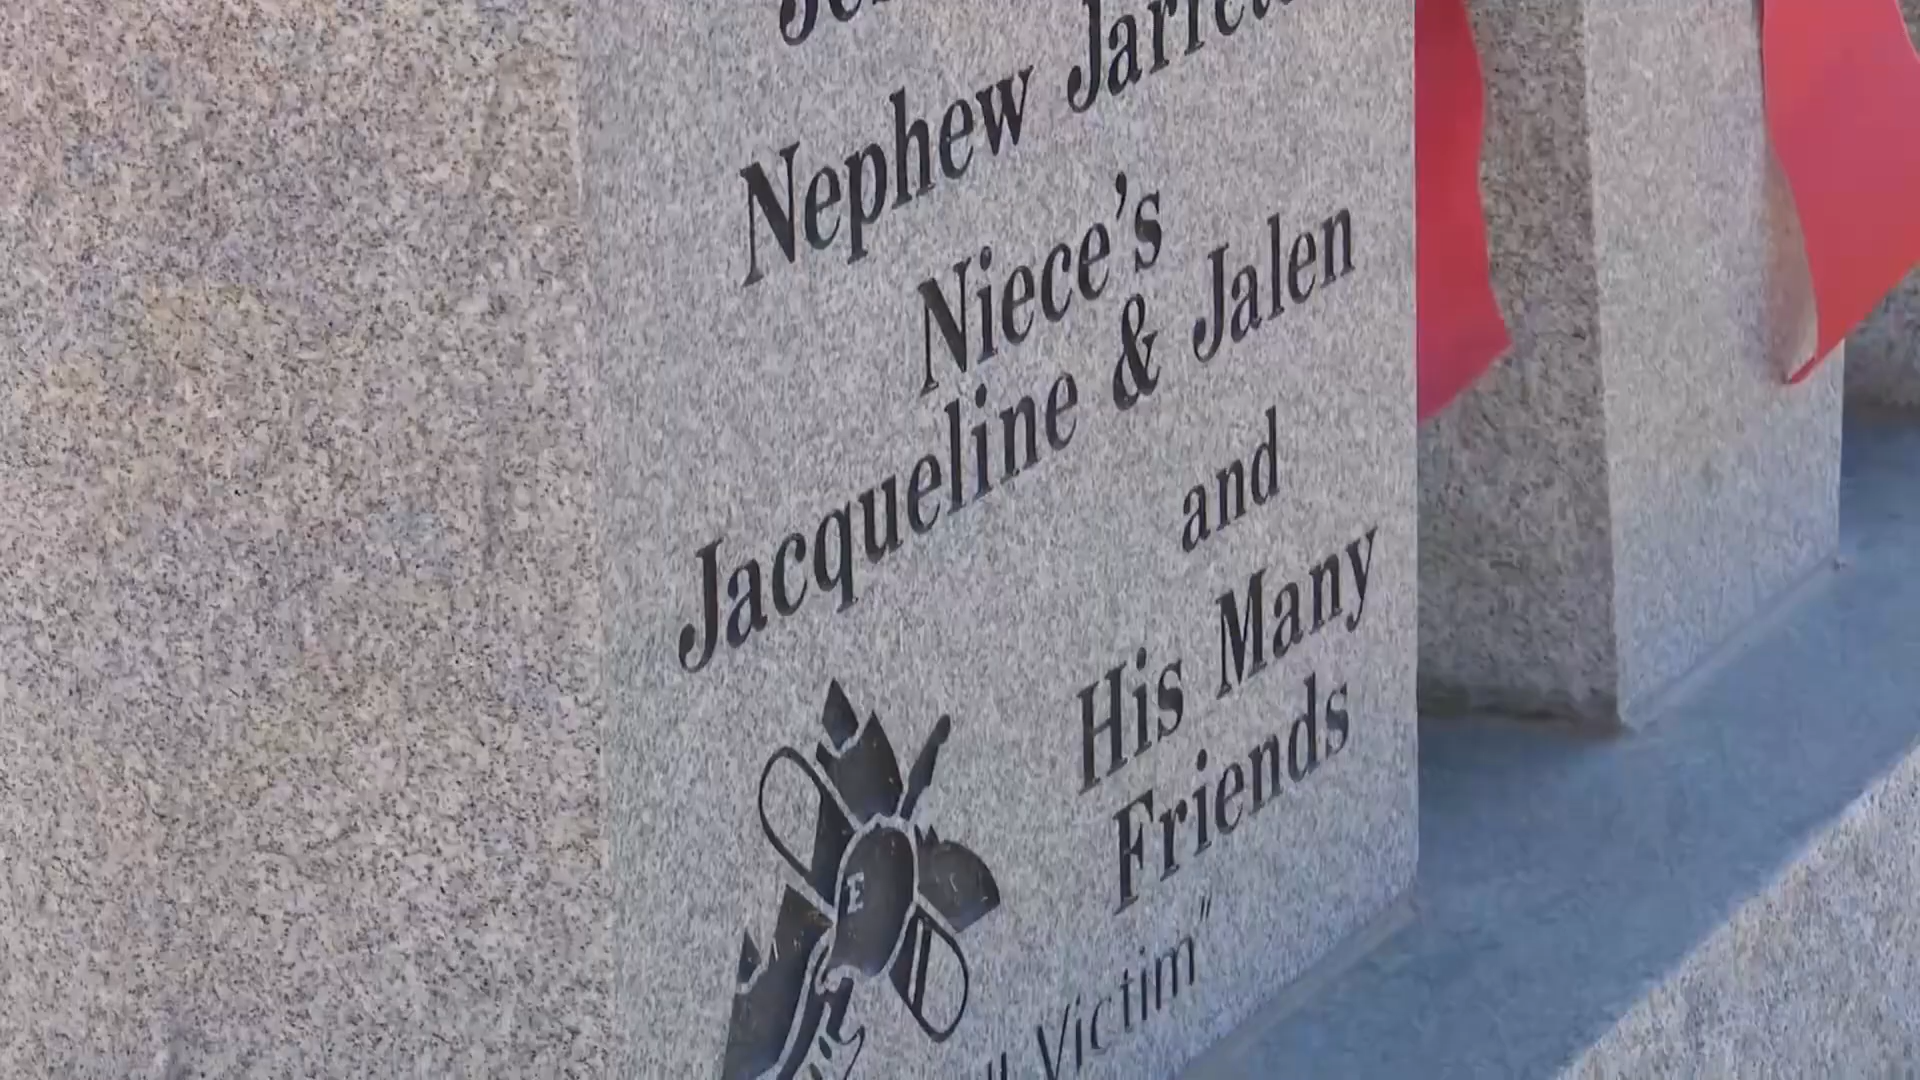 Nephew
Niece's
Jacqueline & Jalen
and
His Many
Friends
E
Victim"